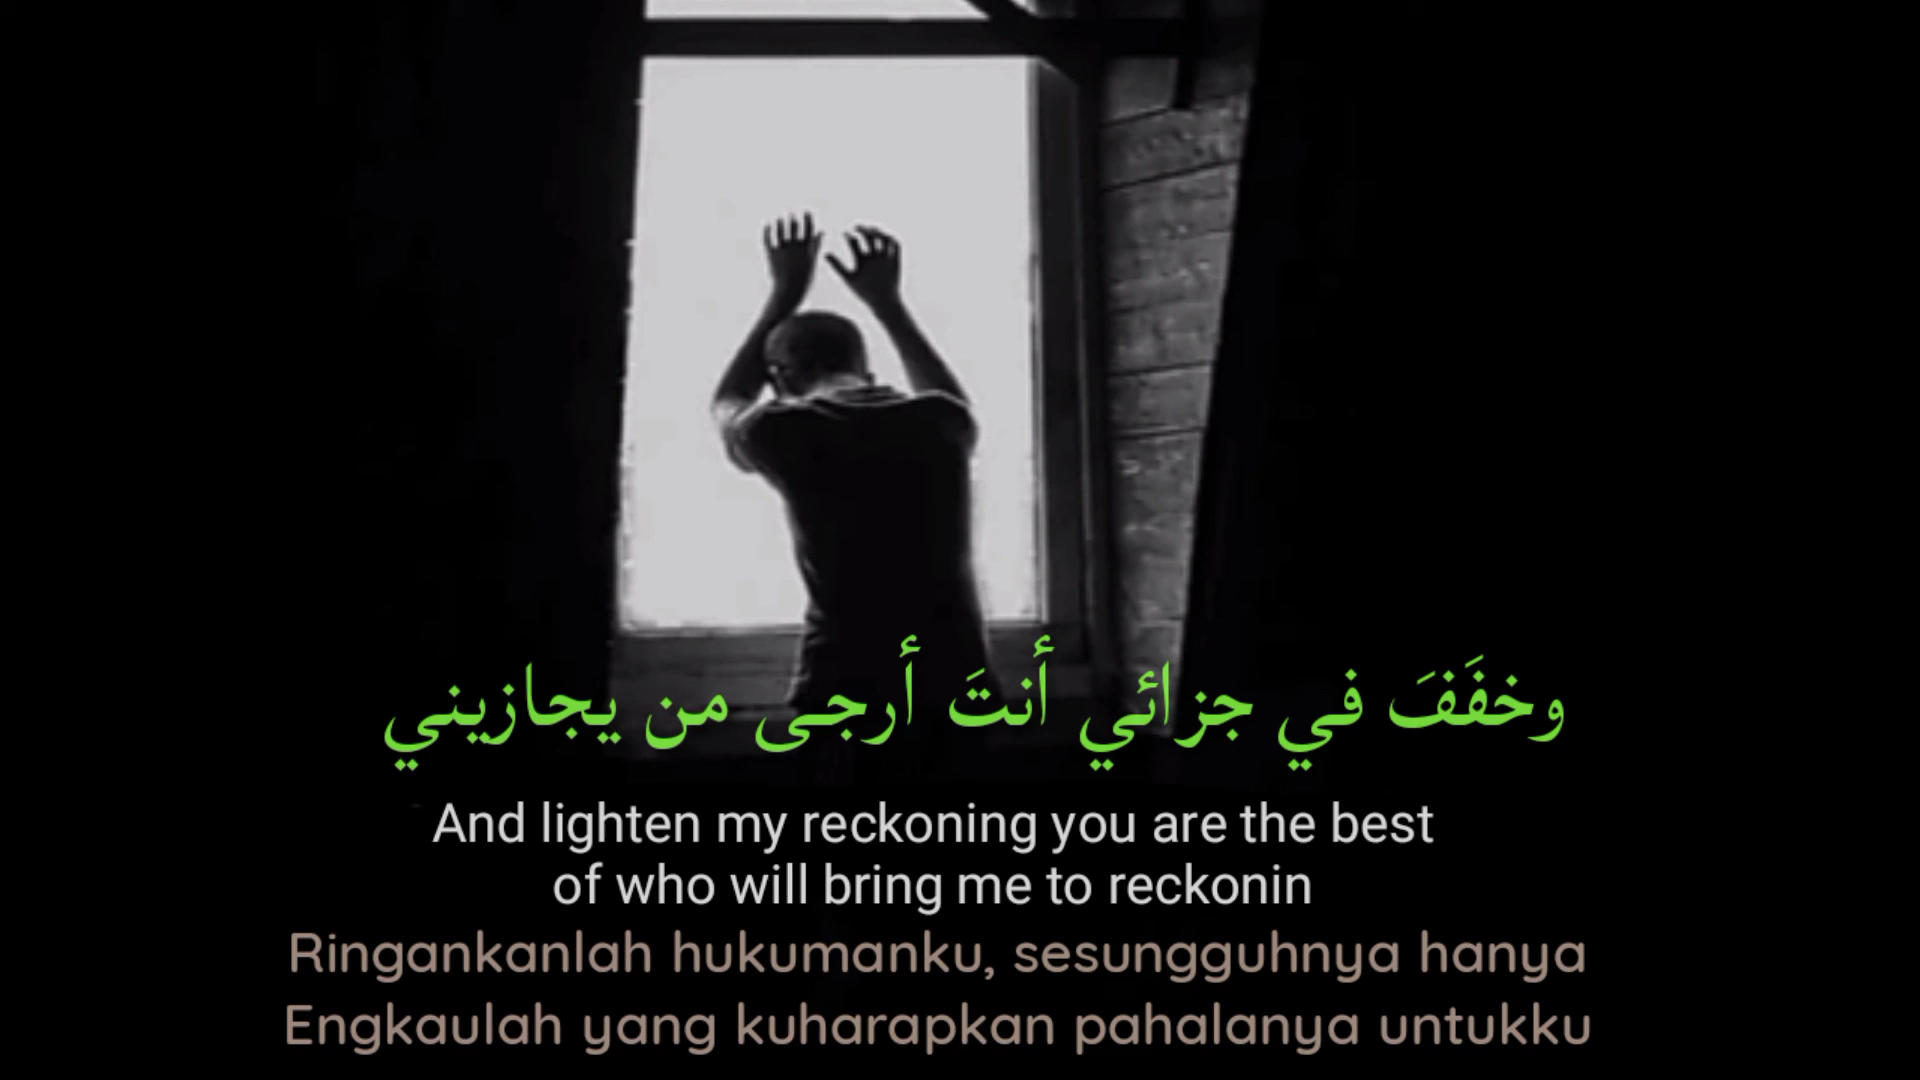 وخفَفَ في جزائي أنتَ أرجى من يجازيني
And lighten my reckoning you are the best
of who will bring me to reckonin
Ringankanlah hukumanku, sesungguhnya hanya
Engkaulah yang kuharapkan pahalanya untukku